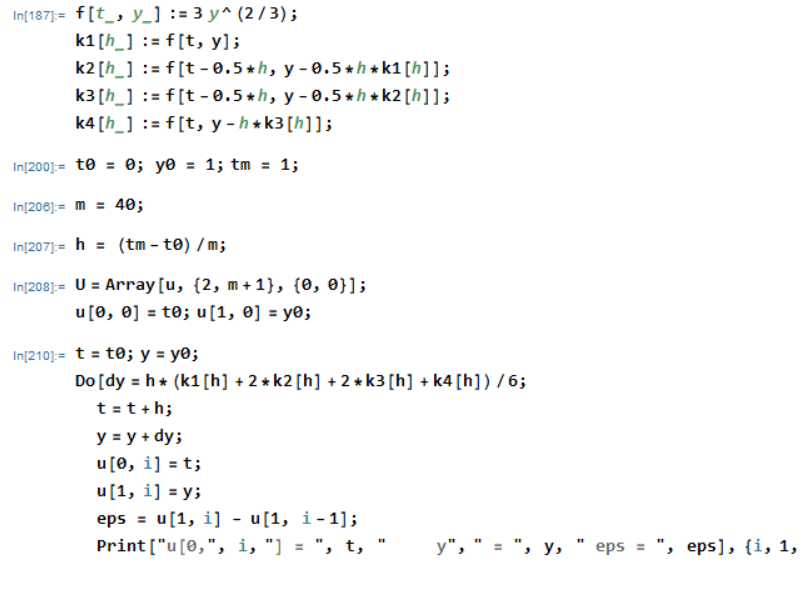 In[187]:= f[t_, y_] := 3 y^(2/3);
k1[h_] := f[t, y];
k2[h_] := f[t - 0.5*h, y - 0.5*h*k1[h]];
k3[h_] := f[t - 0.5*h, y - 0.5*h*k2[h]];
k4[h_] := f[t, y - h*k3[h]];
In[200]:= t0 = 0; y0 = 1; tm = 1;
In[206]:= m = 40;
In[207]:= h = (tm - t0)/m;
In[208]:= U = Array[u, {2, m + 1}, {0, 0}];
u[0, 0] = t0; u[1, 0] = y0;
In[210]:= t = t0; y = y0;
Do[dy = h*(k1[h] + 2*k2[h] + 2*k3[h] + k4[h])/6;
t = t + h;
y = y + dy;
u[0, i] = t;
u[1, i] = y;
eps = u[1, i] - u[1, i - 1];
Print["u[0,", i, "] = ", t, "     y", " = ", y, " eps = ", eps], {i, 1,